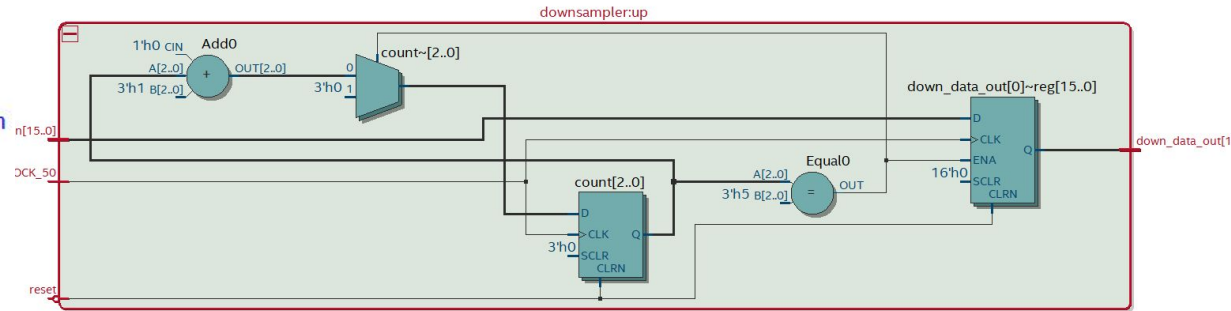 downsampler:up
Add0
1'h0 CIN
A[2..0]
3'h1 B[2..0]
OUT[2..0]
count~[2..0]
0
3'h0 1
+
n
n[15..0]
OCK_50
reset
count[2..0]
D
CLK
3'h0
SCLR
CLRN
Q
Equal0
A[2..0]
3'h5 B[2..0]
=
OUT
down_data_out[0]~reg[15..0]
D
CLK
ENA
16'h0
SCLR
CLRN
Q
down_data_out[1